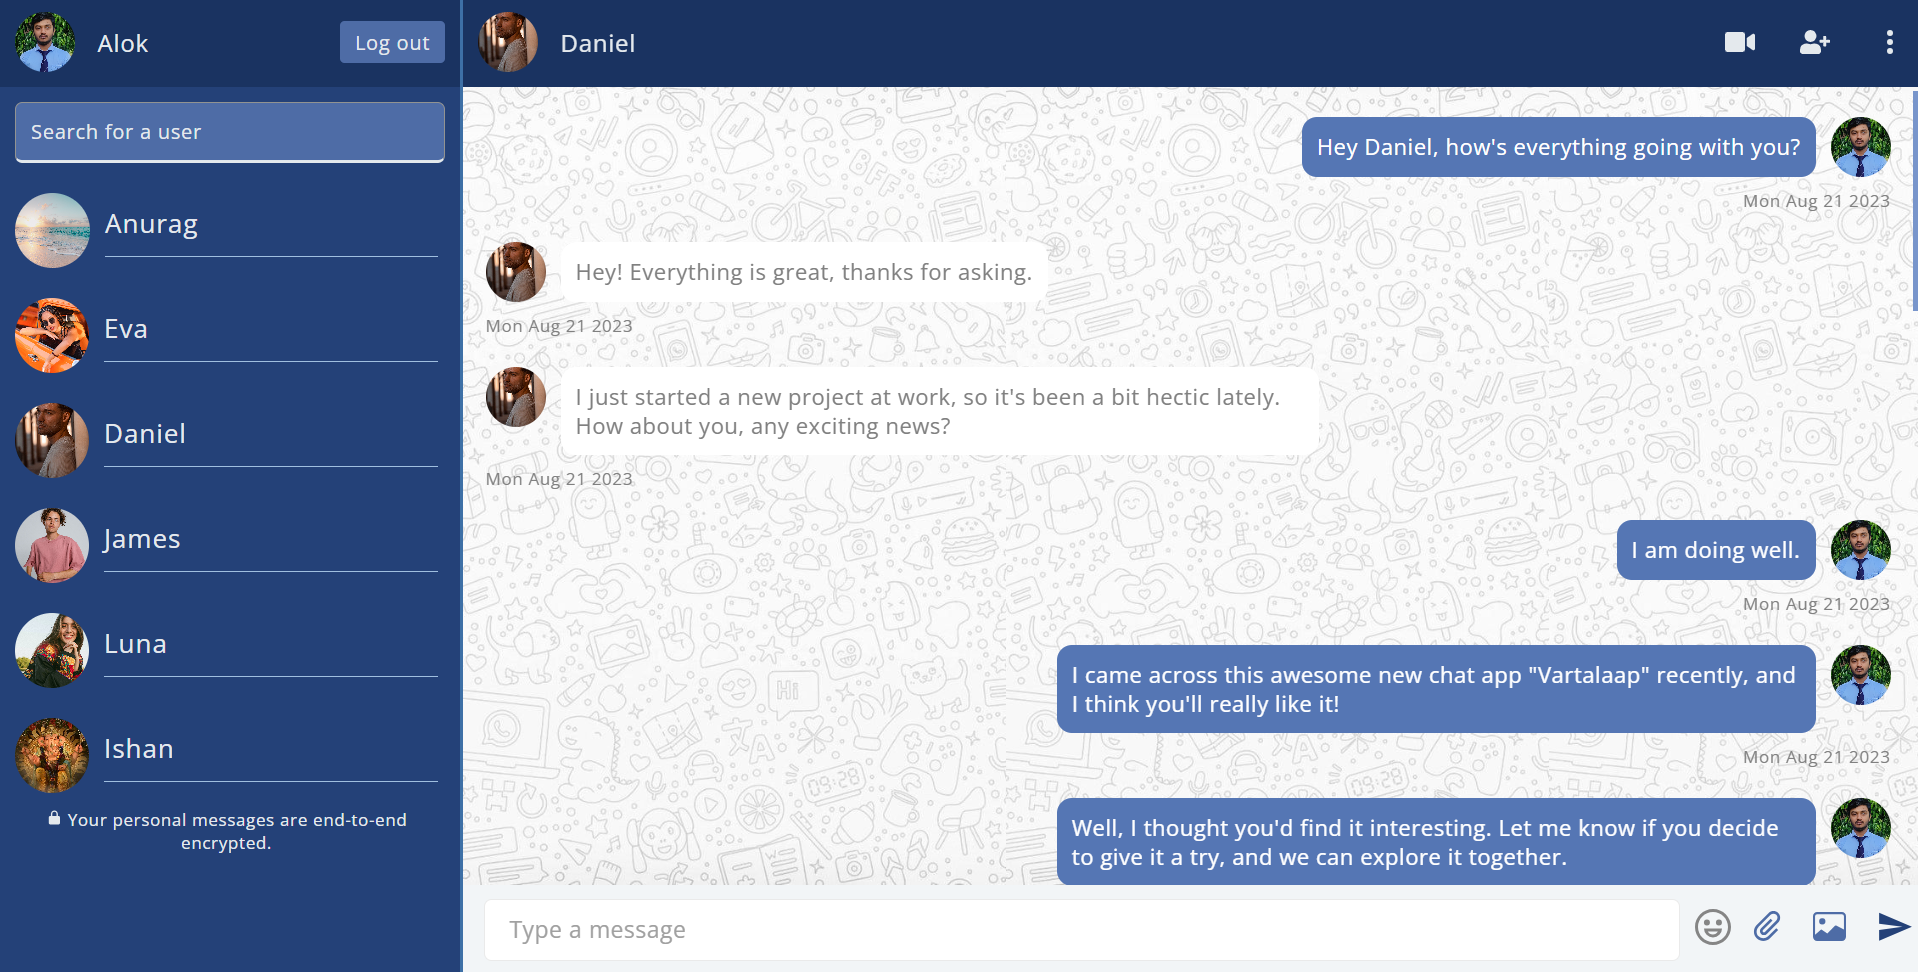 Alok
Log out
Search for a user
Anurag
Eva
Daniel
James
Luna
Ishan
Your personal messages are end-to-end
encrypted.
Daniel
Hey Daniel, how's everything going with you?
Mon Aug 21 2023
Hey! Everything is great, thanks for asking.
Mon Aug 21 2023
I just started a new project at work, so it's been a bit hectic lately.
How about you, any exciting news?
Mon Aug 21 2023
I am doing well.
Mon Aug 21 2023
I came across this awesome new chat app "Vartalaap" recently, and
I think you'll really like it!
Mon Aug 21 2023
Well, I thought you'd find it interesting. Let me know if you decide
to give it a try, and we can explore it together.
Type a message